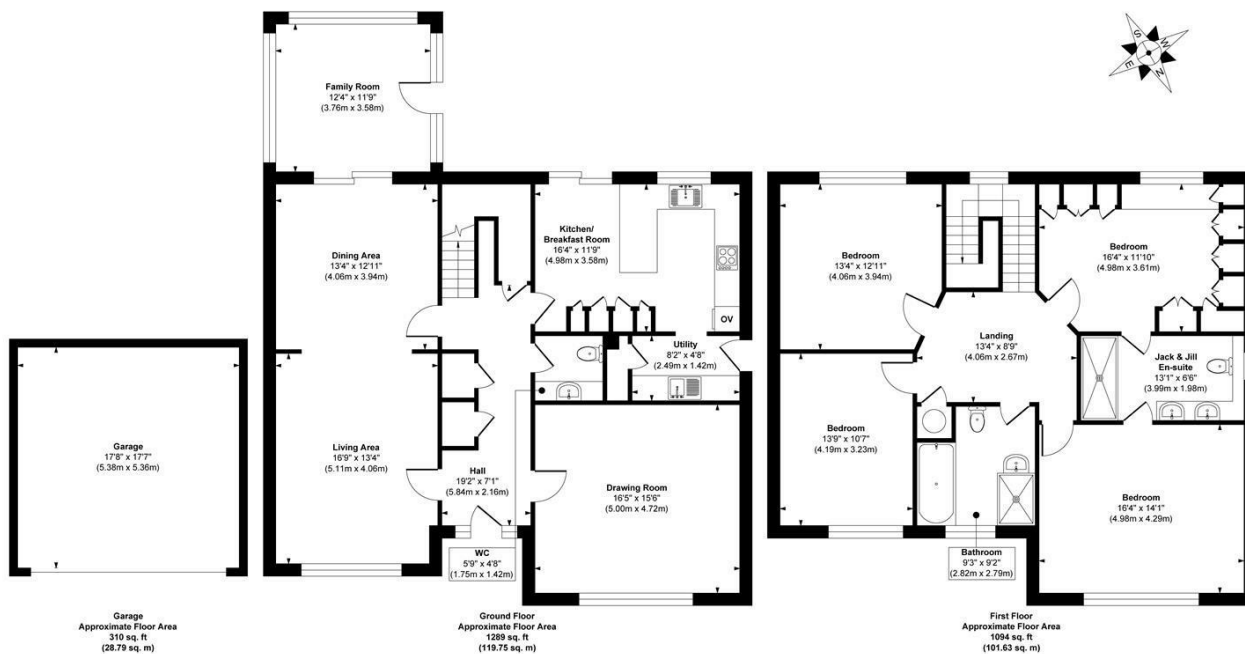 S
W
E
N
Family Room
12'4" x 11'9"
(3.76m x 3.58m)
Dining Area
13'4" x 12'11"
(4.06m x 3.94m)
Kitchen/
Breakfast Room
16'4" x 11'9"
(4.98m x 3.58m)
OV
Utility
8'2" x 4'8"
(2.49m x 1.42m)
Living Area
16'9" x 13'4"
(5.11m x 4.06m)
Hall
19'2" x 7'1"
(5.84m x 2.16m)
Drawing Room
16'5" x 15'6"
(5.00m x 4.72m)
WC
5'9" x 4'8"
(1.75m x 1.42m)
Garage
17'8" x 17'7"
(5.38m x 5.36m)
Bedroom
13'4" x 12'11"
(4.06m x 3.94m)
Bedroom
16'4" x 11'10"
(4.98m x 3.61m)
Landing
13'4" x 8'9"
(4.06m x 2.67m)
Jack & Jill
En-suite
13'1" x 6'6"
(3.99m x 1.98m)
Bedroom
13'9" x 10'7"
(4.19m x 3.23m)
Bedroom
16'4" x 14'1"
(4.98m x 4.29m)
Bathroom
9'3" x 9'2"
(2.82m x 2.79m)
Garage
Approximate Floor Area
310 sq. ft
(28.79 sq. m)
Ground Floor
Approximate Floor Area
1289 sq. ft
(119.75 sq. m)
First Floor
Approximate Floor Area
1094 sq. ft
(101.63 sq. m)